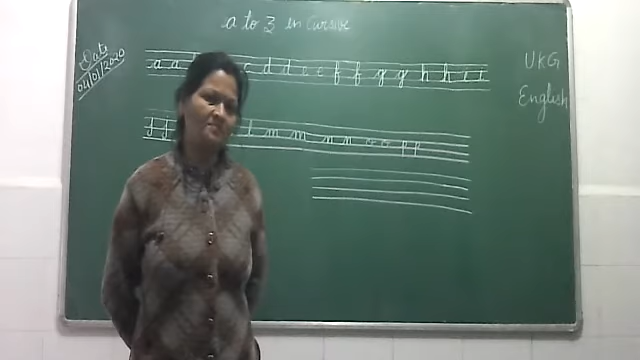 a to z in Cursive
Date
04/01/2020
UKG
English
a a c d d e e f f g g h h i i
j j l m m n n o o p p